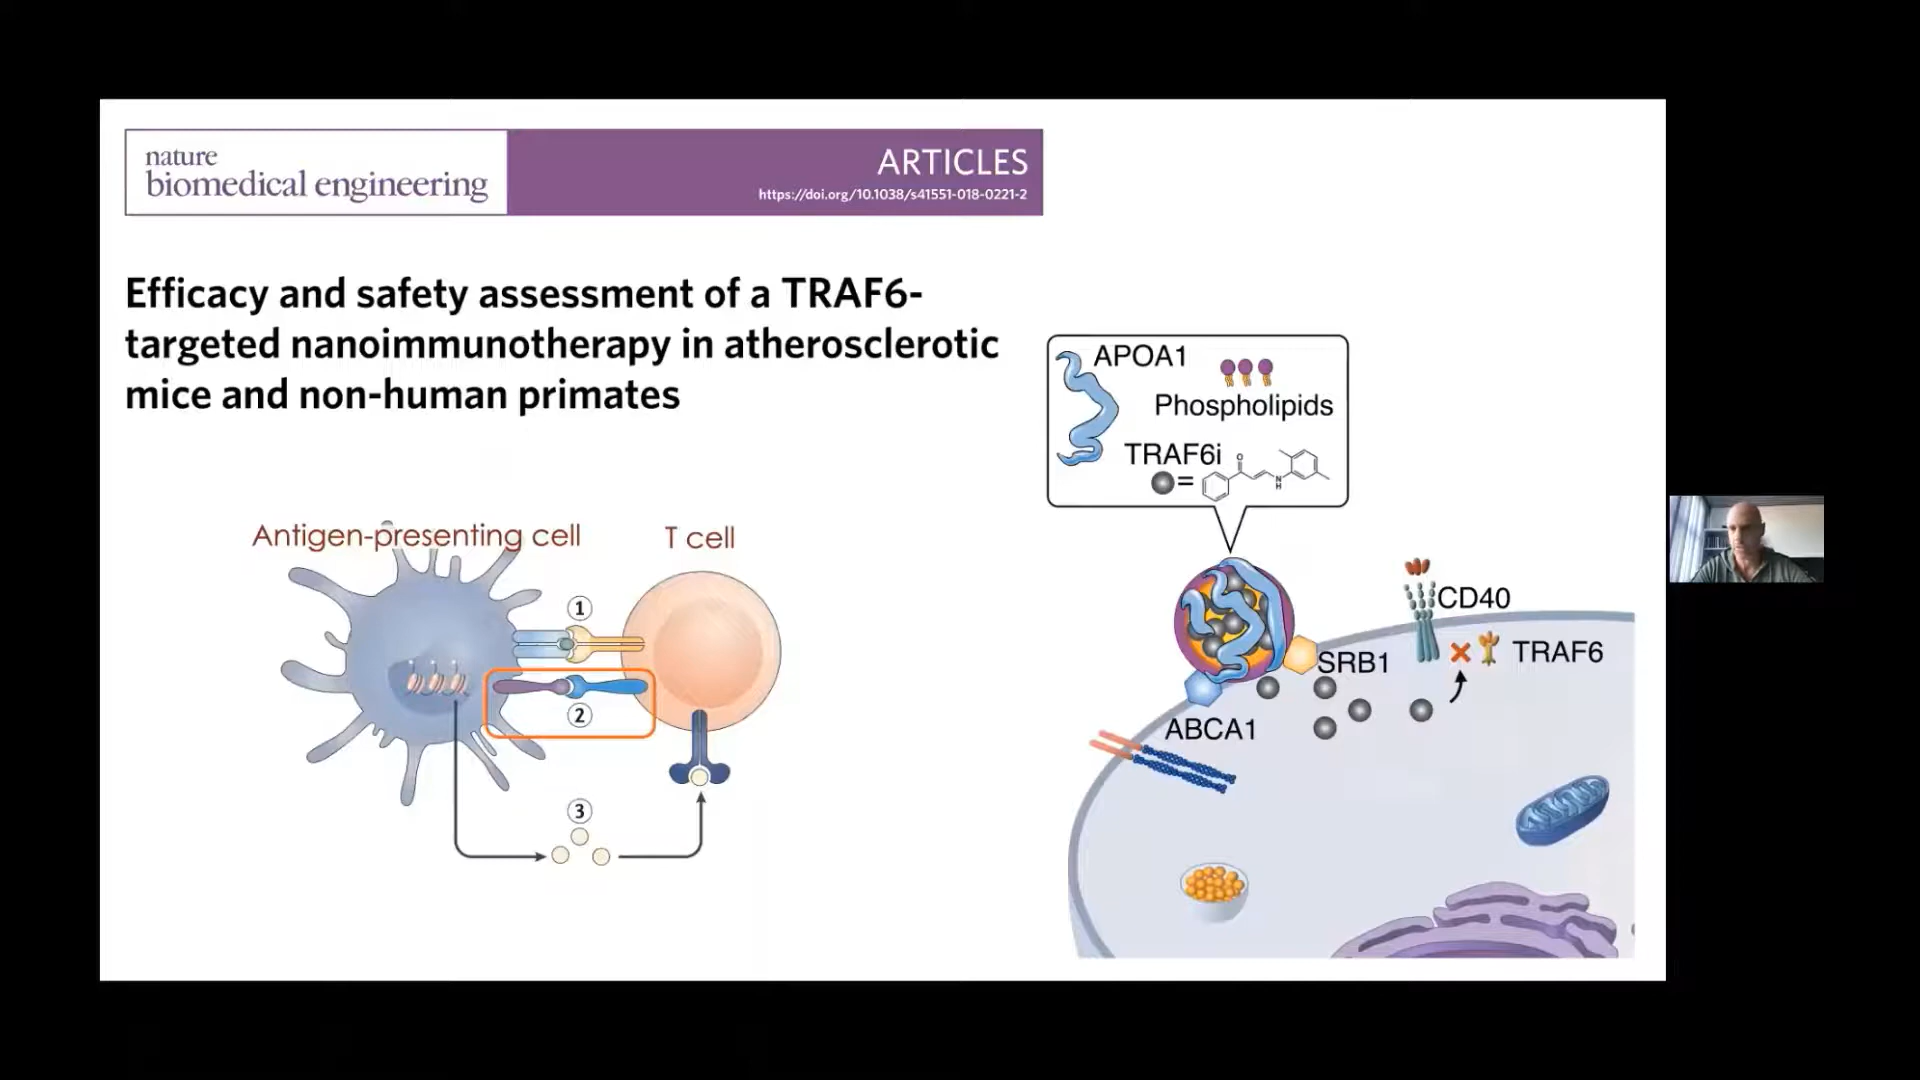 nature
biomedical engineering
ARTICLES
https://doi.org/10.1038/s41551-018-0221-2
Efficacy and safety assessment of a TRAF6-
targeted nanoimmunotherapy in atherosclerotic
mice and non-human primates
Antigen-presenting cell
T cell
1
2
3
APOA1
Phospholipids
TRAF6i
=
O
N
H
CD40
SRB1
TRAF6
ABCA1